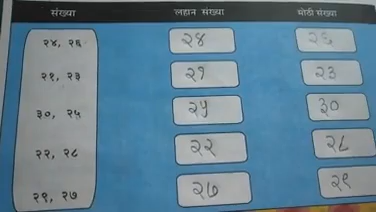 संख्या लहान संख्या मोठी संख्या
२४, २६ २४ २६
२१, २३ २१ २३
३०, २५ २५ ३०
२२, २८ २२ २८
२९, २७ २७ २९